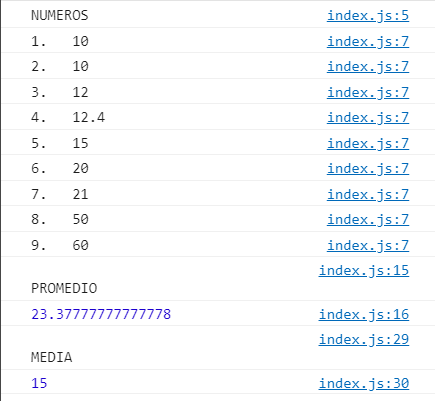 NUMEROS index.js:5
1. 10 index.js:7
2. 10 index.js:7
3. 12 index.js:7
4. 12.4 index.js:7
5. 15 index.js:7
6. 20 index.js:7
7. 21 index.js:7
8. 50 index.js:7
9. 60 index.js:7
index.js:15
PROMEDIO
23.37777777777778 index.js:16
index.js:29
MEDIA
15 index.js:30